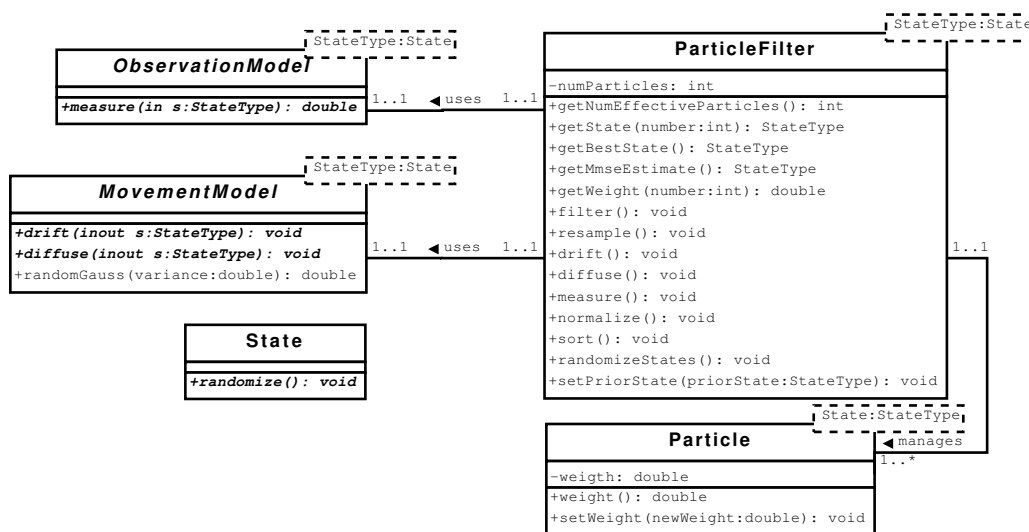 StateType:State
ObservationModel
+measure(in s:StateType): double
1..1
uses
1..1
StateType:State
MovementModel
+drift(inout s:StateType): void
+diffuse(inout s:StateType): void
+randomGauss(variance:double): double
1..1
uses
1..1
State
+randomize(): void
StateType:State
ParticleFilter
-numParticles: int
+getNumEffectiveParticles(): int
+getState(number:int): StateType
+getBestState(): StateType
+getMmseEstimate(): StateType
+getWeight(number:int): double
+filter(): void
+resample(): void
+drift(): void
+diffuse(): void
+measure(): void
+normalize(): void
+sort(): void
+randomizeStates(): void
+setPriorState(priorState:StateType): void
1..1
manages
1..*
State:StateType
Particle
-weigth: double
+weight(): double
+setWeight(newWeight:double): void